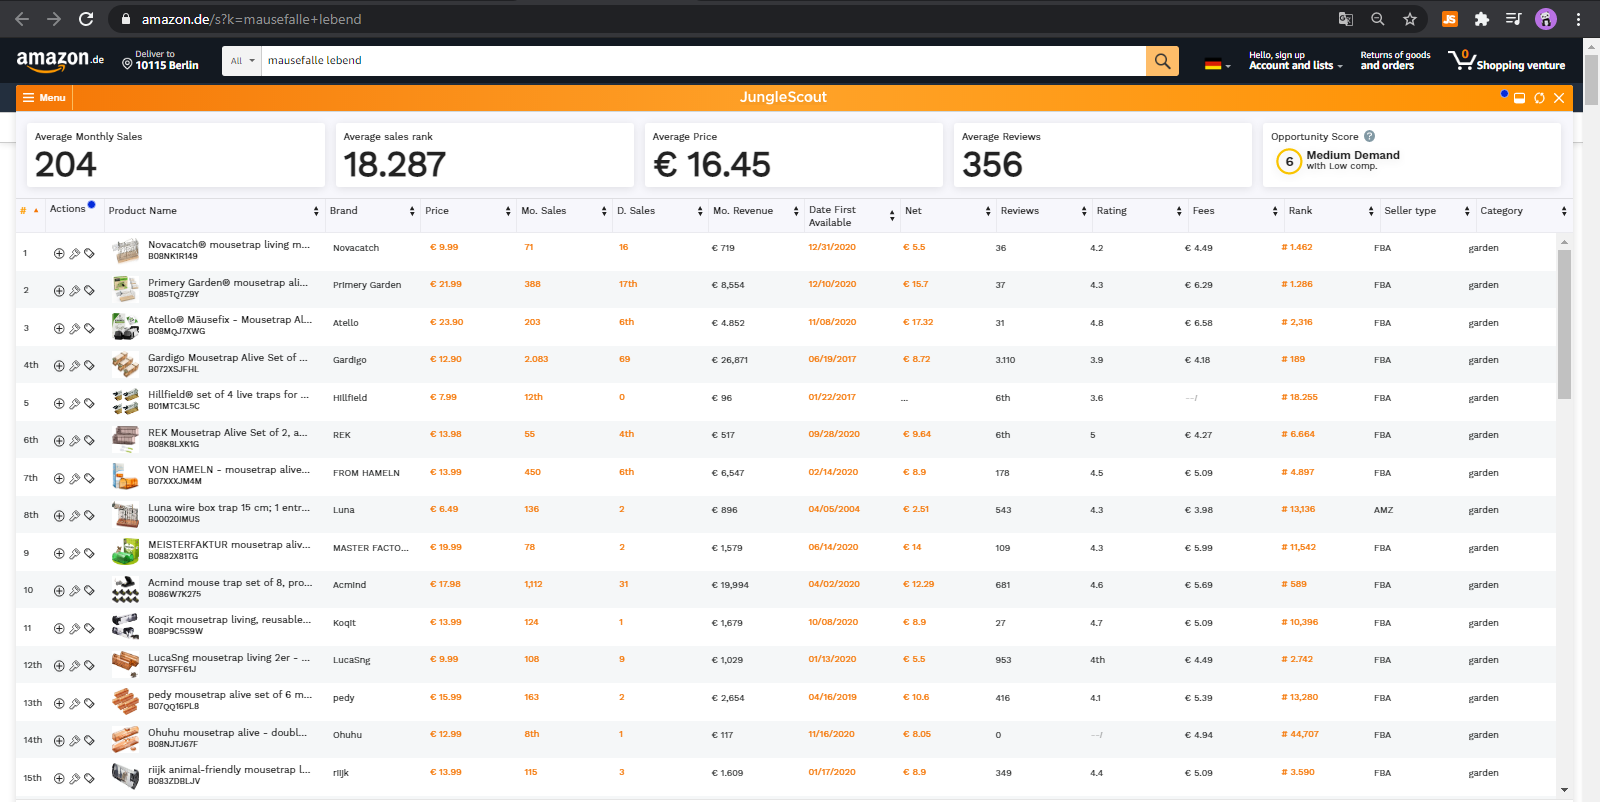 amazon.de/s?k=mausefalle+lebend
JS
amazon.de
Deliver to
10115 Berlin
All
mausefalle lebend
Hello, sign up
Account and lists
Returns of goods
and orders
0
Shopping venture
Menu
JungleScout
Average Monthly Sales
204
Average sales rank
18.287
Average Price
€ 16.45
Average Reviews
356
Opportunity Score ?
6
Medium Demand
with Low comp.
# Actions Product Name Brand Price Mo. Sales D. Sales Mo. Revenue Date First Available Net Reviews Rating Fees Rank Seller type Category
1 Novacatch® mousetrap living m... Novacatch € 9.99 71 16 € 719 12/31/2020 € 5.5 36 4.2 € 4.49 # 1.462 FBA garden
B08NK1R149
2 Primery Garden® mousetrap ali... Primery Garden € 21.99 388 17th € 8,554 12/10/2020 € 15.7 37 4.3 € 6.29 # 1.286 FBA garden
B085TQ7Z9Y
3 Atello® Mäusefix - Mousetrap Al... Atello € 23.90 203 6th € 4.852 11/08/2020 € 17.32 31 4.8 € 6.58 # 2,316 FBA garden
B08MQJ7XWG
4th Gardigo Mousetrap Alive Set of ... Gardigo € 12.90 2.083 69 € 26,871 06/19/2017 € 8.72 3.110 3.9 € 4.18 # 189 FBA garden
B072XSJFHL
5 Hillfield® set of 4 live traps for ... Hillfield € 7.99 12th 0 € 96 01/22/2017 ... 6th 3.6 --/ # 18.255 FBA garden
B01MTC3L5C
6th REK Mousetrap Alive Set of 2, a... REK € 13.98 55 4th € 517 09/28/2020 € 9.64 6th 5 € 4.27 # 6.664 FBA garden
B08K8LXK1G
7th VON HAMELN - mousetrap alive... FROM HAMELN € 13.99 450 6th € 6,547 02/14/2020 € 8.9 178 4.5 € 5.09 # 4.897 FBA garden
B07XXXJM4M
8th Luna wire box trap 15 cm; 1 entr... Luna € 6.49 136 2 € 896 04/05/2004 € 2.51 543 4.3 € 3.98 # 13,136 AMZ garden
B00020IMUS
9 MEISTERFAKTUR mousetrap aliv... MASTER FACTO... € 19.99 78 2 € 1,579 06/14/2020 € 14 109 4.3 € 5.99 # 11,542 FBA garden
B0882X81TG
10 Acmind mouse trap set of 8, pro... Acmind € 17.98 1,112 31 € 19,994 04/02/2020 € 12.29 681 4.6 € 5.69 # 589 FBA garden
B086W7K275
11 Koqit mousetrap living, reusable... Koqit € 13.99 124 1 € 1,679 10/08/2020 € 8.9 27 4.7 € 5.09 # 10,396 FBA garden
B08P9C5S9W
12th LucaSng mousetrap living 2er - ... LucaSng € 9.99 108 9 € 1,029 01/13/2020 € 5.5 953 4th € 4.49 # 2.742 FBA garden
B07YSFF61J
13th pedy mousetrap alive set of 6 m... pedy € 15.99 163 2 € 2,654 04/16/2019 € 10.6 416 4.1 € 5.39 # 13,280 FBA garden
B07QQ16PL8
14th Ohuhu mousetrap alive - doubl... Ohuhu € 12.99 8th 1 € 117 11/16/2020 € 8.05 0 --/ € 4.94 # 44,707 FBA garden
B08NJTJ67F
15th riijk animal-friendly mousetrap l... riijk € 13.99 115 3 € 1.609 01/17/2020 € 8.9 349 4.4 € 5.09 # 3.590 FBA garden
B083ZDBLJV